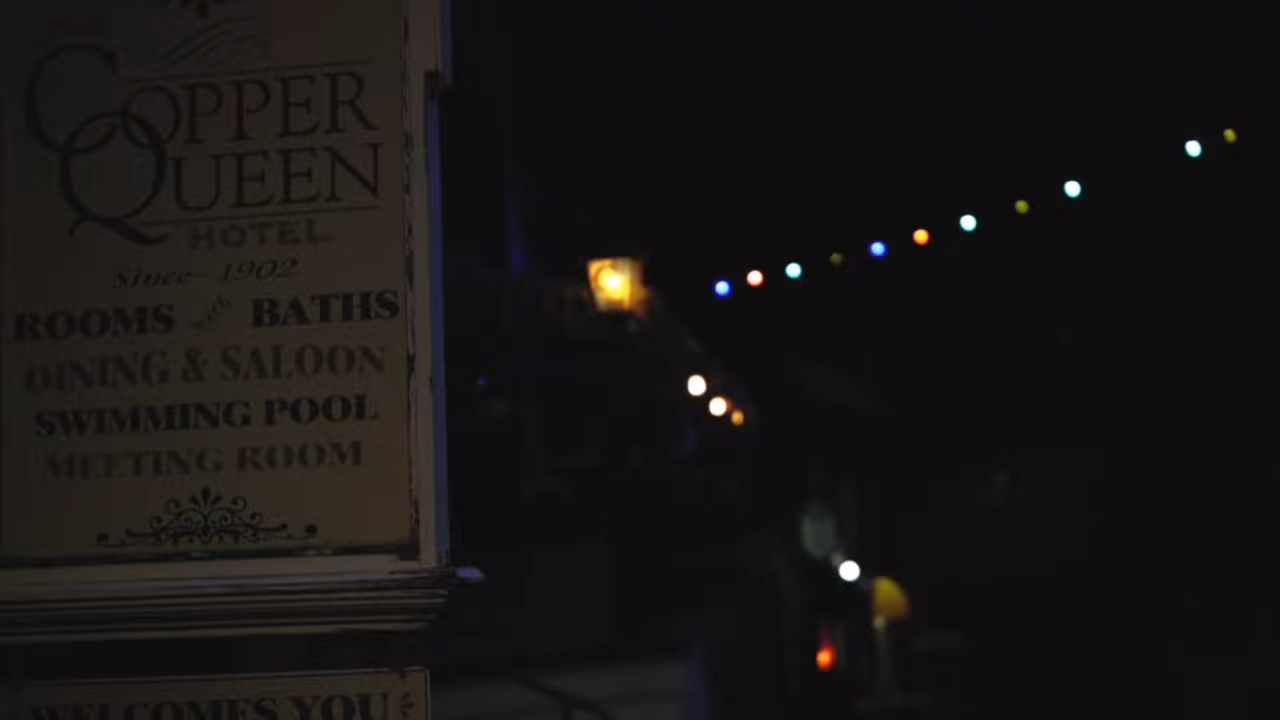 COPPER
QUEEN
HOTEL
Since 1902
ROOMS with BATHS
DINING & SALOON
SWIMMING POOL
MEETING ROOM
WELCOMES YOU